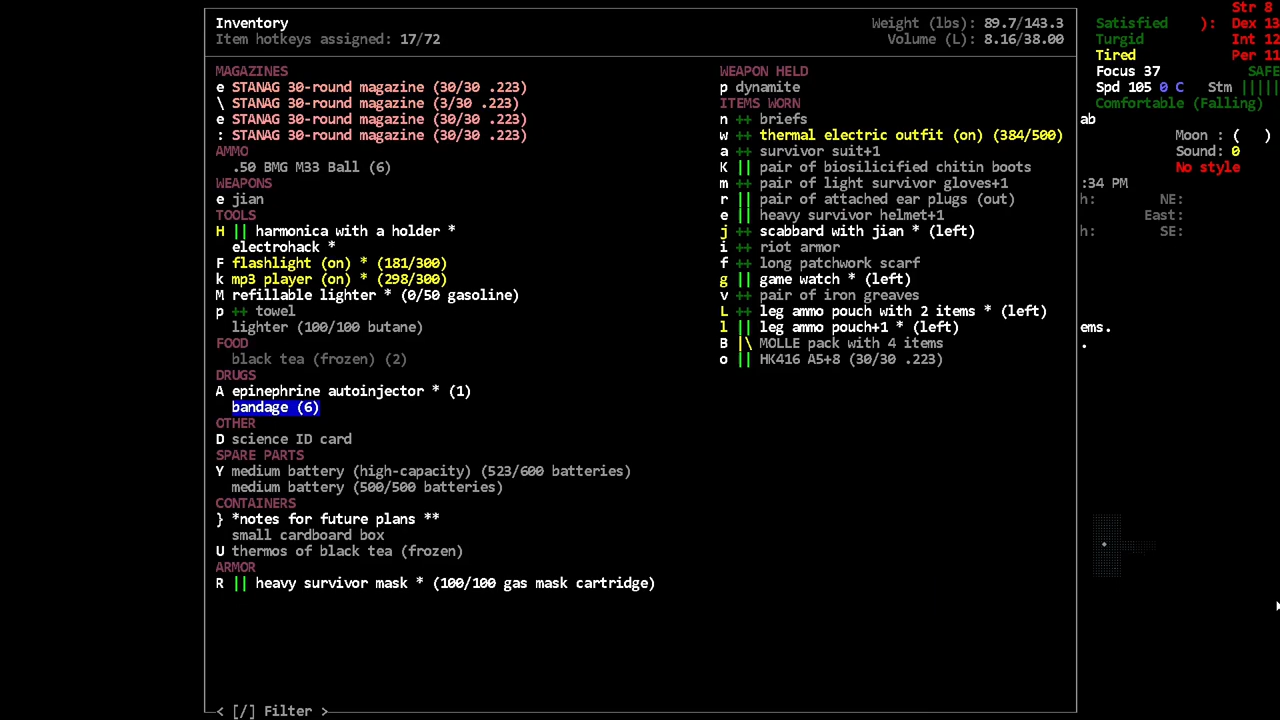 Inventory
Item hotkeys assigned: 17/72
Weight (lbs): 89.7/143.3
Volume (L): 8.16/38.00
MAGAZINES
e STANAG 30-round magazine (30/30 .223)
\ STANAG 30-round magazine (3/30 .223)
e STANAG 30-round magazine (30/30 .223)
: STANAG 30-round magazine (30/30 .223)
AMMO
.50 BMG M33 Ball (6)
WEAPONS
e jian
TOOLS
H || harmonica with a holder *
electrohack *
F flashlight (on) * (181/300)
k mp3 player (on) * (298/300)
M refillable lighter * (0/50 gasoline)
p ++ towel
lighter (100/100 butane)
FOOD
black tea (frozen) (2)
DRUGS
A epinephrine autoinjector * (1)
bandage (6)
OTHER
D science ID card
SPARE PARTS
Y medium battery (high-capacity) (523/600 batteries)
medium battery (500/500 batteries)
CONTAINERS
} *notes for future plans **
small cardboard box
U thermos of black tea (frozen)
ARMOR
R || heavy survivor mask * (100/100 gas mask cartridge)
WEAPON HELD
p dynamite
ITEMS WORN
n ++ briefs
w ++ thermal electric outfit (on) (384/500)
a ++ survivor suit+1
K || pair of biosilicified chitin boots
m ++ pair of light survivor gloves+1
r || pair of attached ear plugs (out)
e || heavy survivor helmet+1
j ++ scabbard with jian * (left)
i ++ riot armor
f ++ long patchwork scarf
g || game watch * (left)
v ++ pair of iron greaves
L ++ leg ammo pouch with 2 items * (left)
l || leg ammo pouch+1 * (left)
B |\ MOLLE pack with 4 items
o || HK416 A5+8 (30/30 .223)
< [/] Filter >
Str 8
Satisfied ): Dex 13
Turgid Int 12
Tired Per 11
Focus 37 SAFE
Spd 105 0 C Stm |||||
Comfortable (Falling)
ab
Moon : ( )
Sound: 0
No style
:34 PM
h: NE:
East:
h: SE:
ems.
.